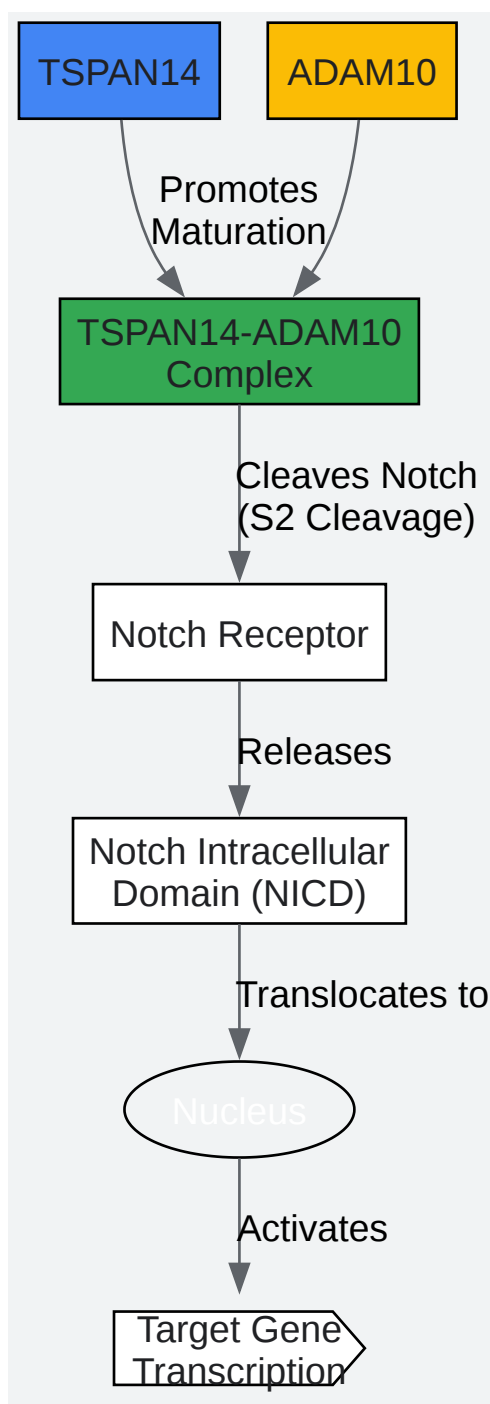 TSPAN14
ADAM10
Promotes
Maturation
TSPAN14-ADAM10
Complex
Cleaves Notch
(S2 Cleavage)
Notch Receptor
Releases
Notch Intracellular
Domain (NICD)
Translocates to
Nucleus
Activates
Target Gene
Transcription